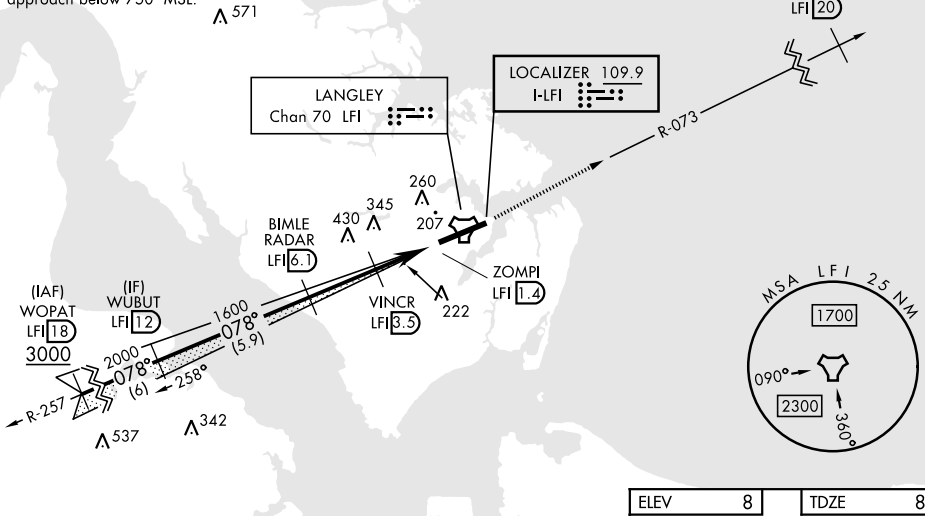 approach below 750 MSL.
571
LFI 20
LOCALIZER 109.9
I-LFI
LANGLEY
Chan 70 LFI
R-073
260
345
430
207
BIMLE
RADAR
LFI 6.1
ZOMPI
LFI 1.4
(IAF)
WOPAT
LFI 18
3000
(IF)
WUBUT
LFI 12
VINCR
LFI 3.5
222
1600
078°
(5.9)
2000
078°
(6)
258°
R-257
537
342
MSA LFI 25 NM
1700
090°
2300
360°
ELEV 8
TDZE 8